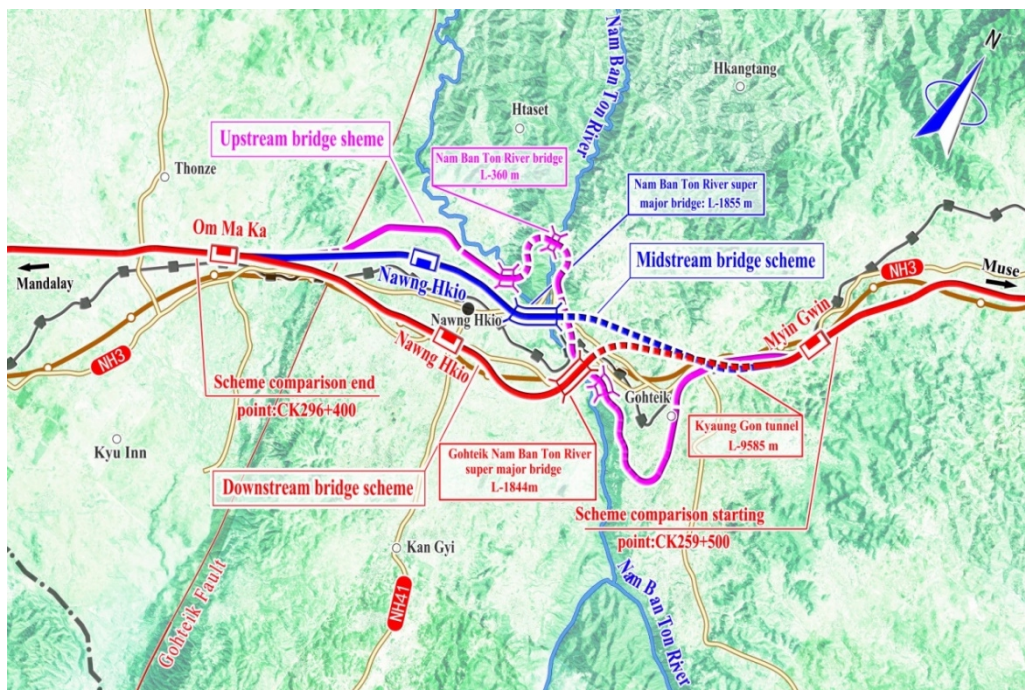 N
Nam Ban Ton River
Hkangtang
Htaset
Upstream bridge sheme
Nam Ban Ton River bridge
L-360 m
Thonze
Nam Ban Ton River super
major bridge: L-1855 m
Om Ma Ka
Midstream bridge scheme
NH3
Muse
Mandalay
Nawng Hkio
Nawng Hkio
Myin Gwin
Nawng Hkio
NH3
Scheme comparison end
point:CK296+400
Gohteik
Kyaung Gon tunnel
L-9585 m
Kyu Inn
Gohteik Nam Ban Ton River
super major bridge
L-1844m
Downstream bridge scheme
Scheme comparison starting
point:CK259+500
Kan Gyi
NH41
Gohteik Fault
Nam Ban Ton River